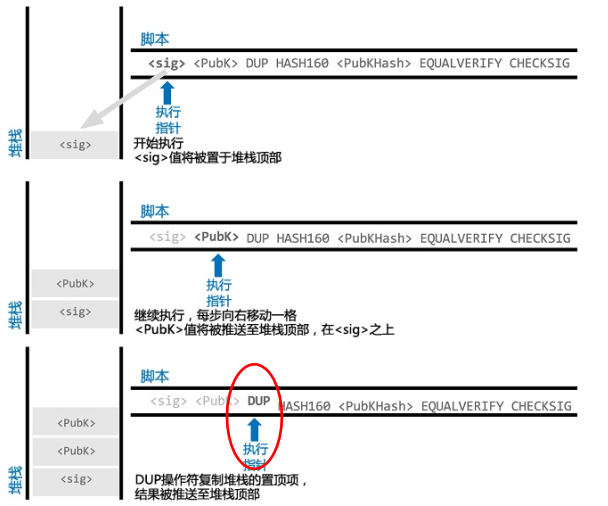 脚本
<sig> <PubK> DUP HASH160 <PubKHash> EQUALVERIFY CHECKSIG
执行
指针
堆栈
<sig>
开始执行
<sig>值将被置于堆栈顶部
脚本
<sig> <PubK> DUP HASH160 <PubKHash> EQUALVERIFY CHECKSIG
执行
指针
堆栈
<PubK>
<sig>
继续执行，每步向右移动一格
<PubK>值将被推送至堆栈顶部，在<sig>之上
脚本
<sig> <PubK> DUP HASH160 <PubKHash> EQUALVERIFY CHECKSIG
执行
指针
堆栈
<PubK>
<PubK>
<sig>
DUP操作符复制堆栈的置顶项，
结果被推送至堆栈顶部